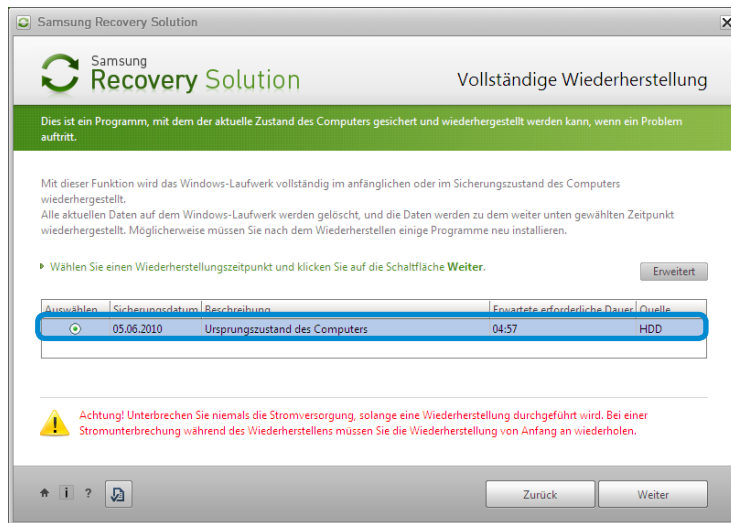 Samsung Recovery Solution
Samsung
Recovery Solution
Vollständige Wiederherstellung
Dies ist ein Programm, mit dem der aktuelle Zustand des Computers gesichert und wiederhergestellt werden kann, wenn ein Problem
auftritt.
Mit dieser Funktion wird das Windows-Laufwerk vollständig im anfänglichen oder im Sicherungszustand des Computers
wiederhergestellt.
Alle aktuellen Daten auf dem Windows-Laufwerk werden gelöscht, und die Daten werden zu dem weiter unten gewählten Zeitpunkt
wiederhergestellt. Möglicherweise müssen Sie nach dem Wiederherstellen einige Programme neu installieren.
Wählen Sie einen Wiederherstellungszeitpunkt und klicken Sie auf die Schaltfläche Weiter.
Erweitert
Auswählen Sicherungsdatum Beschreibung Erwartete erforderliche Dauer Quelle
05.06.2010 Ursprungszustand des Computers 04:57 HDD
Achtung! Unterbrechen Sie niemals die Stromversorgung, solange eine Wiederherstellung durchgeführt wird. Bei einer
Stromunterbrechung während des Wiederherstellens müssen Sie die Wiederherstellung von Anfang an wiederholen.
i ? Zurück Weiter